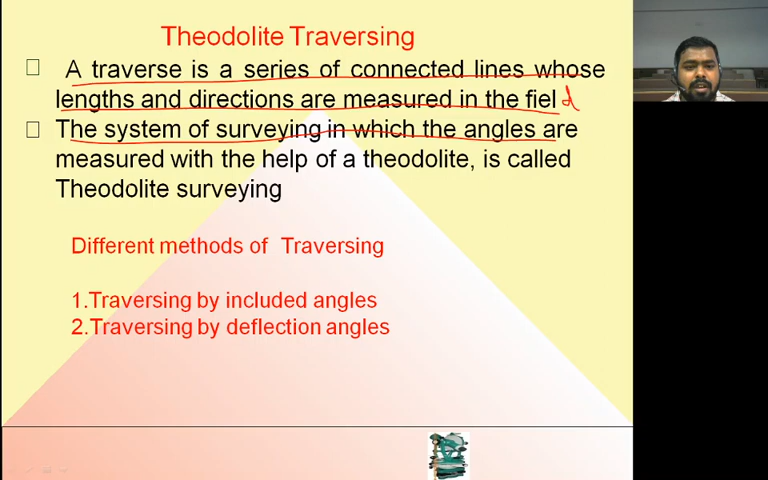 Theodolite Traversing
A traverse is a series of connected lines whose
lengths and directions are measured in the fiel d
The system of surveying in which the angles are
measured with the help of a theodolite, is called
Theodolite surveying
Different methods of Traversing
1.Traversing by included angles
2.Traversing by deflection angles